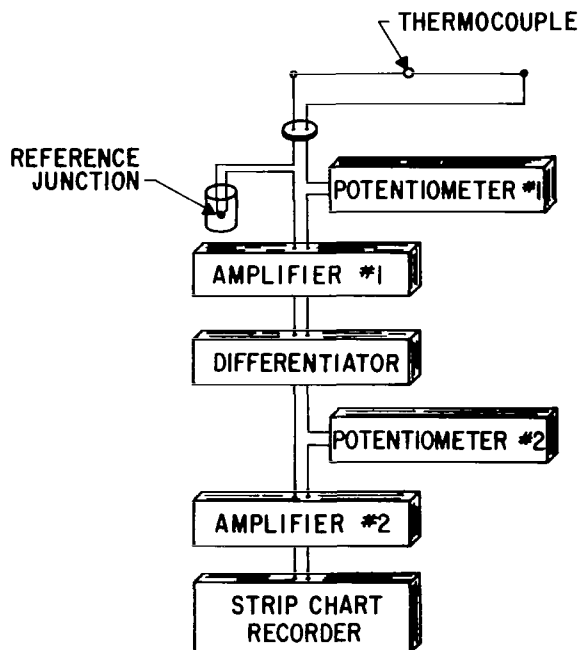 THERMOCOUPLE
REFERENCE
JUNCTION
POTENTIOMETER #1
AMPLIFIER #1
DIFFERENTIATOR
POTENTIOMETER #2
AMPLIFIER #2
STRIP CHART
RECORDER